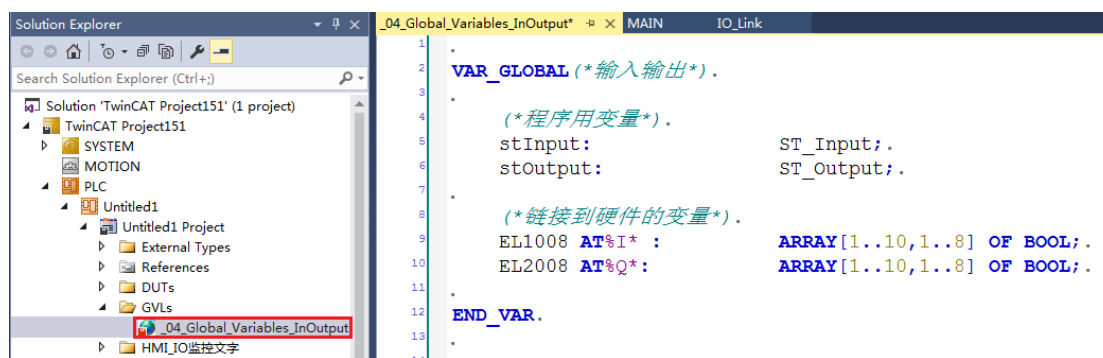 Solution Explorer
Search Solution Explorer (Ctrl+;)
Solution 'TwinCAT Project151' (1 project)
TwinCAT Project151
SYSTEM
MOTION
PLC
Untitled1
Untitled1 Project
External Types
References
DUTs
GVLs
_04_Global_Variables_InOutput
HMI_IO监控文字
_04_Global_Variables_InOutput* MAIN IO_Link
1 .
2 VAR_GLOBAL(*输入输出*).
3 .
4 (*程序用变量*).
5 stInput: ST_Input;.
6 stOutput: ST_Output;.
7 .
8 (*链接到硬件的变量*).
9 EL1008 AT%I* : ARRAY[1..10,1..8] OF BOOL;.
10 EL2008 AT%Q*: ARRAY[1..10,1..8] OF BOOL;.
11 .
12 END_VAR.
13 .